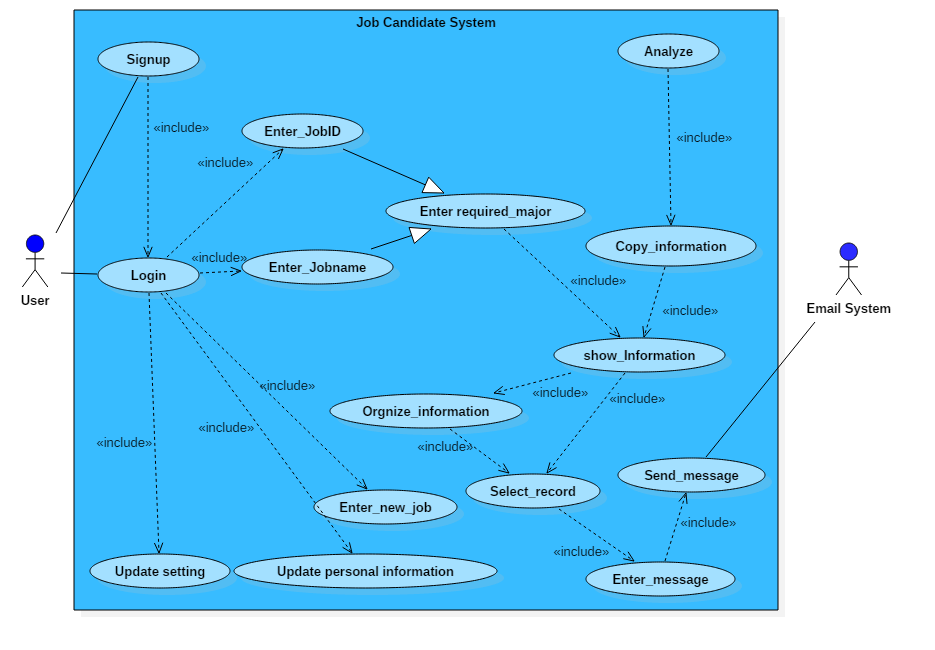 Job Candidate System
Signup
Analyze
«include»
Enter_JobID
«include»
«include»
Enter required_major
Copy_information
User
Login
«include»
Enter_Jobname
«include»
«include»
Email System
show_Information
«include»
«include»
«include»
Orgnize_information
«include»
«include»
«include»
Select_record
Send_message
Enter_new_job
«include»
«include»
Update setting
Update personal information
Enter_message